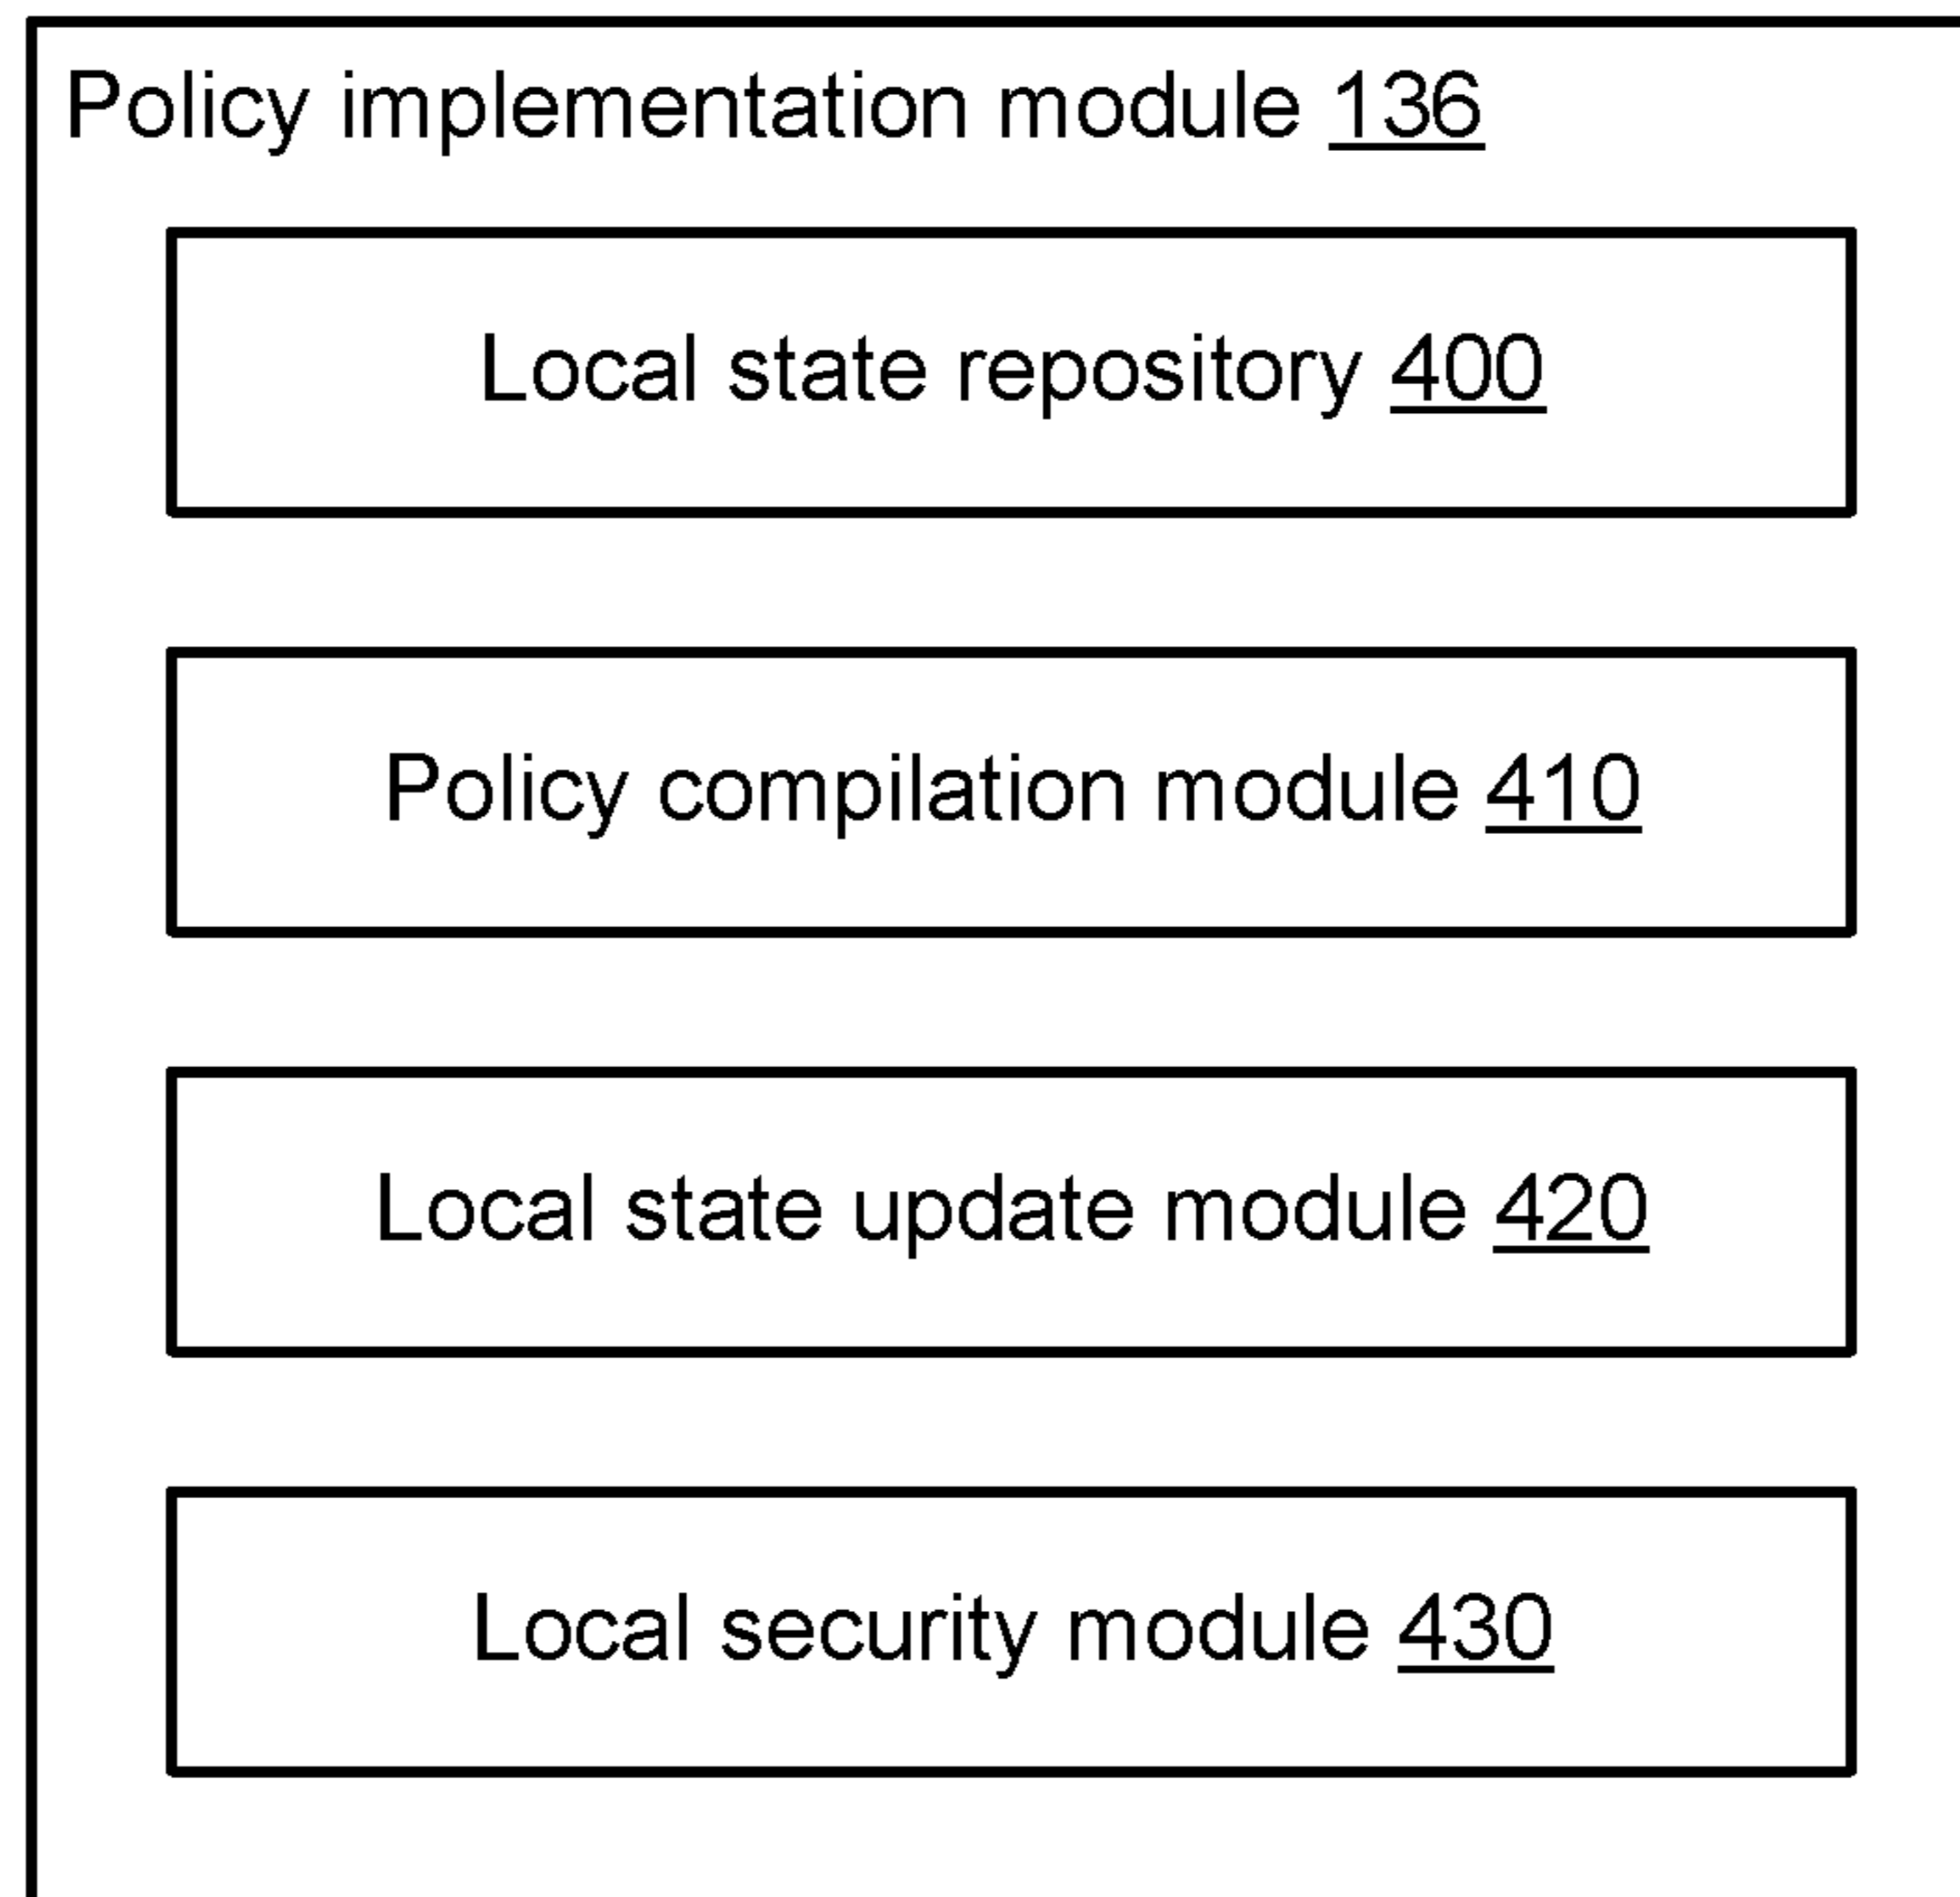 Policy implementation module 136
Local state repository 400
Policy compilation module 410
Local state update module 420
Local security module 430